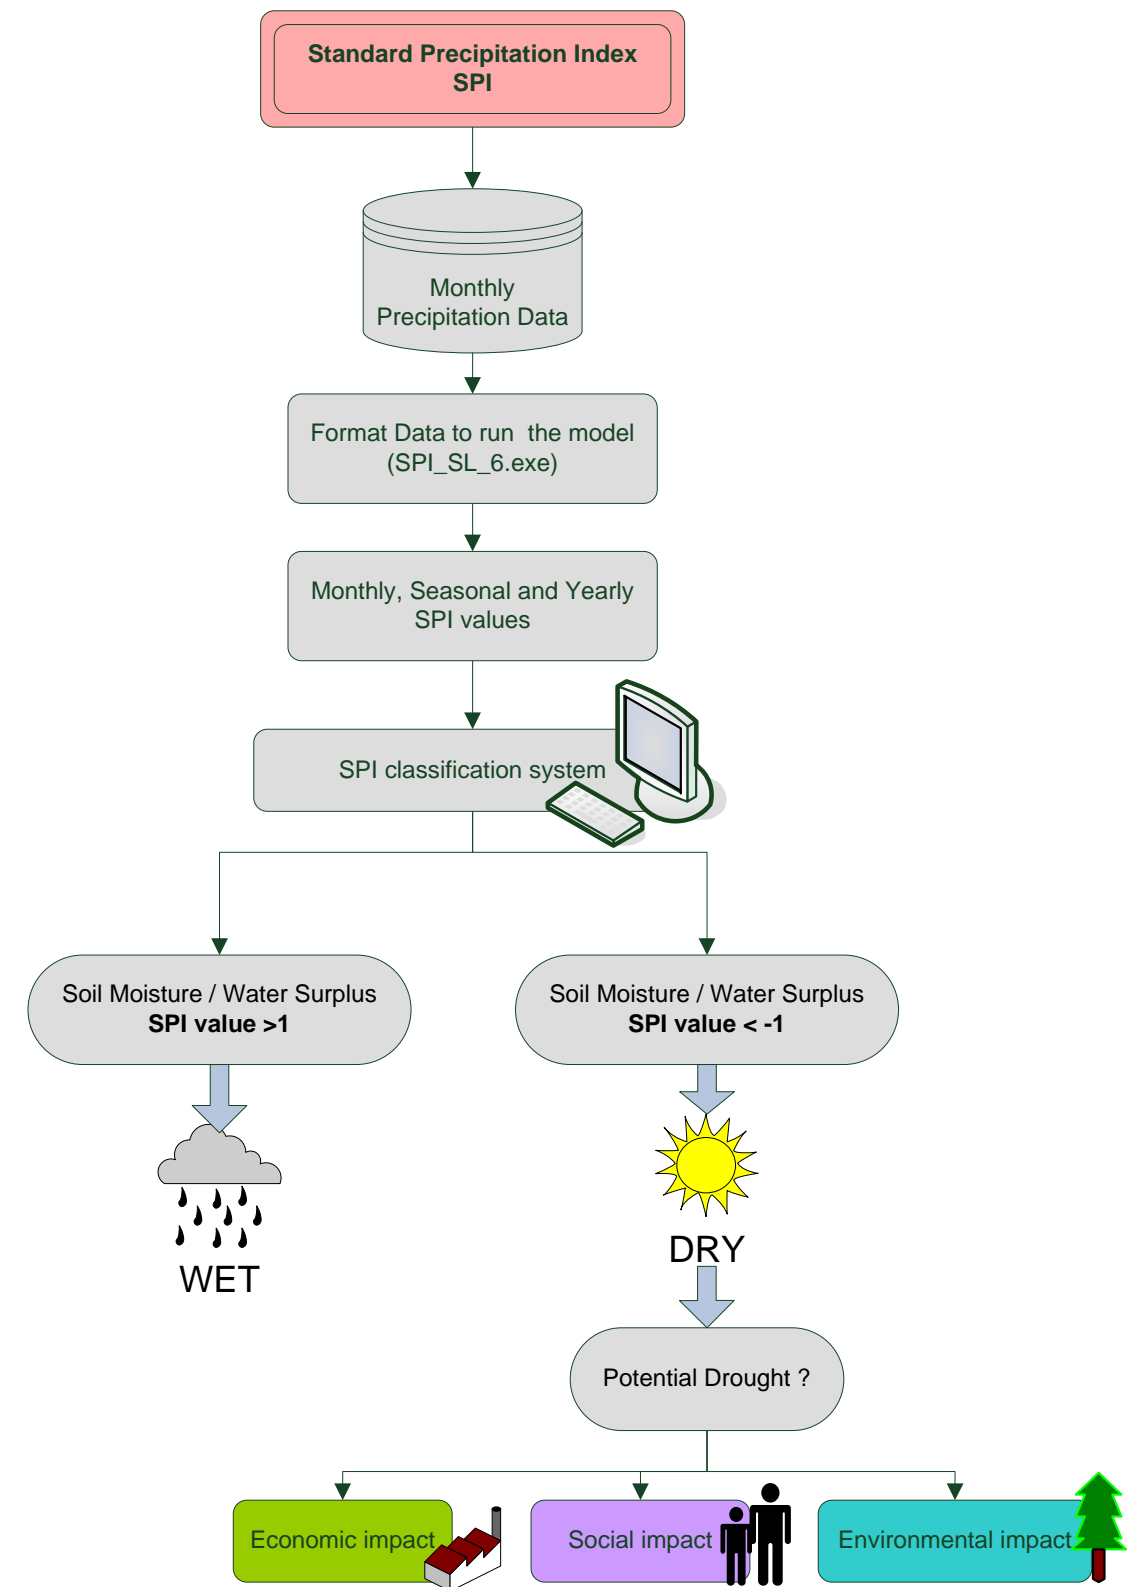 Standard Precipitation Index
SPI
Monthly
Precipitation Data
Format Data to run the model
(SPI_SL_6.exe)
Monthly, Seasonal and Yearly
SPI values
SPI classification system
Soil Moisture / Water Surplus
SPI value >1
Soil Moisture / Water Surplus
SPI value < -1
WET
DRY
Potential Drought ?
Economic impact
Social impact
Environmental impact